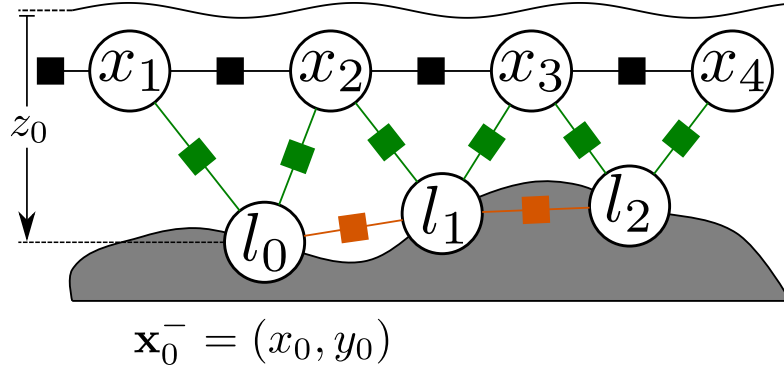 x₁ x₂ x₃ x₄
z₀
l₀ l₁ l₂
𝐱₀⁻ = (x₀, y₀)